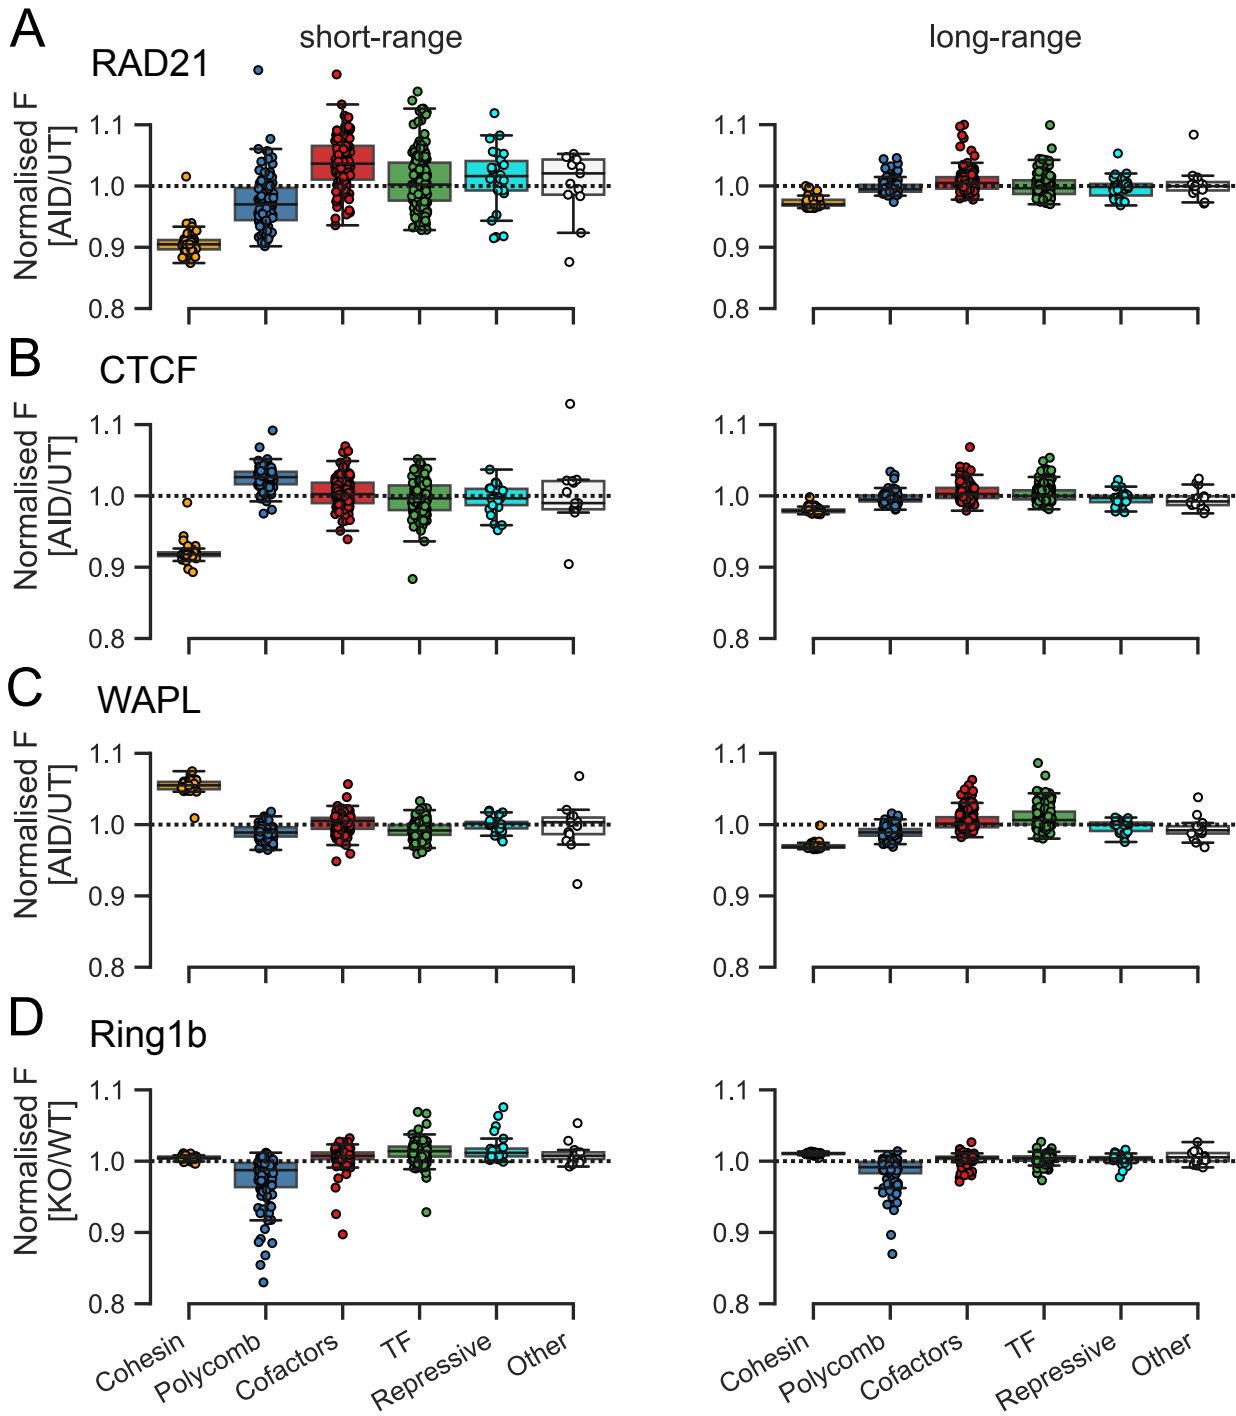 A
short-range
long-range
RAD21
Normalised F
[AID/UT]
1.1
1.0
0.9
0.8
1.1
1.0
0.9
0.8
B
CTCF
Normalised F
[AID/UT]
1.1
1.0
0.9
0.8
1.1
1.0
0.9
0.8
C
WAPL
Normalised F
[AID/UT]
1.1
1.0
0.9
0.8
1.1
1.0
0.9
0.8
D
Ring1b
Normalised F
[KO/WT]
1.1
1.0
0.9
0.8
1.1
1.0
0.9
0.8
Cohesin
Polycomb
Cofactors
TF
Repressive
Other
Cohesin
Polycomb
Cofactors
TF
Repressive
Other